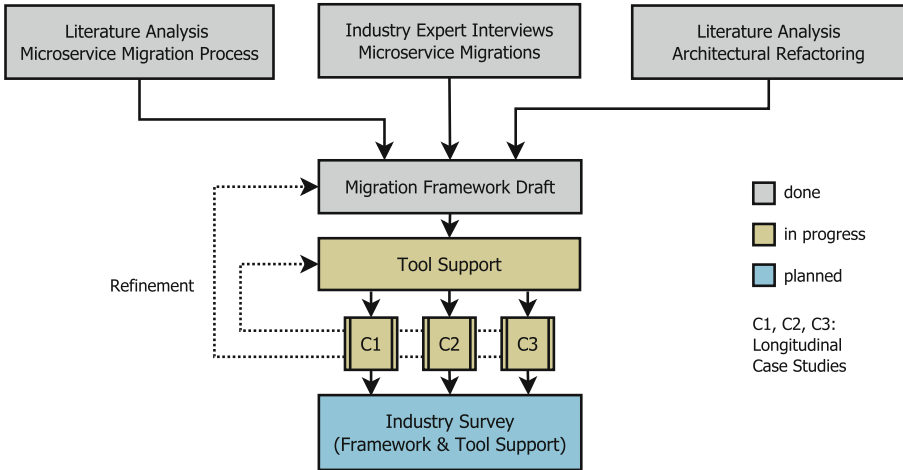 Literature Analysis
Microservice Migration Process
Industry Expert Interviews
Microservice Migrations
Literature Analysis
Architectural Refactoring
Migration Framework Draft
done
in progress
planned
Tool Support
Refinement
C1
C2
C3
C1, C2, C3:
Longitudinal
Case Studies
Industry Survey
(Framework & Tool Support)